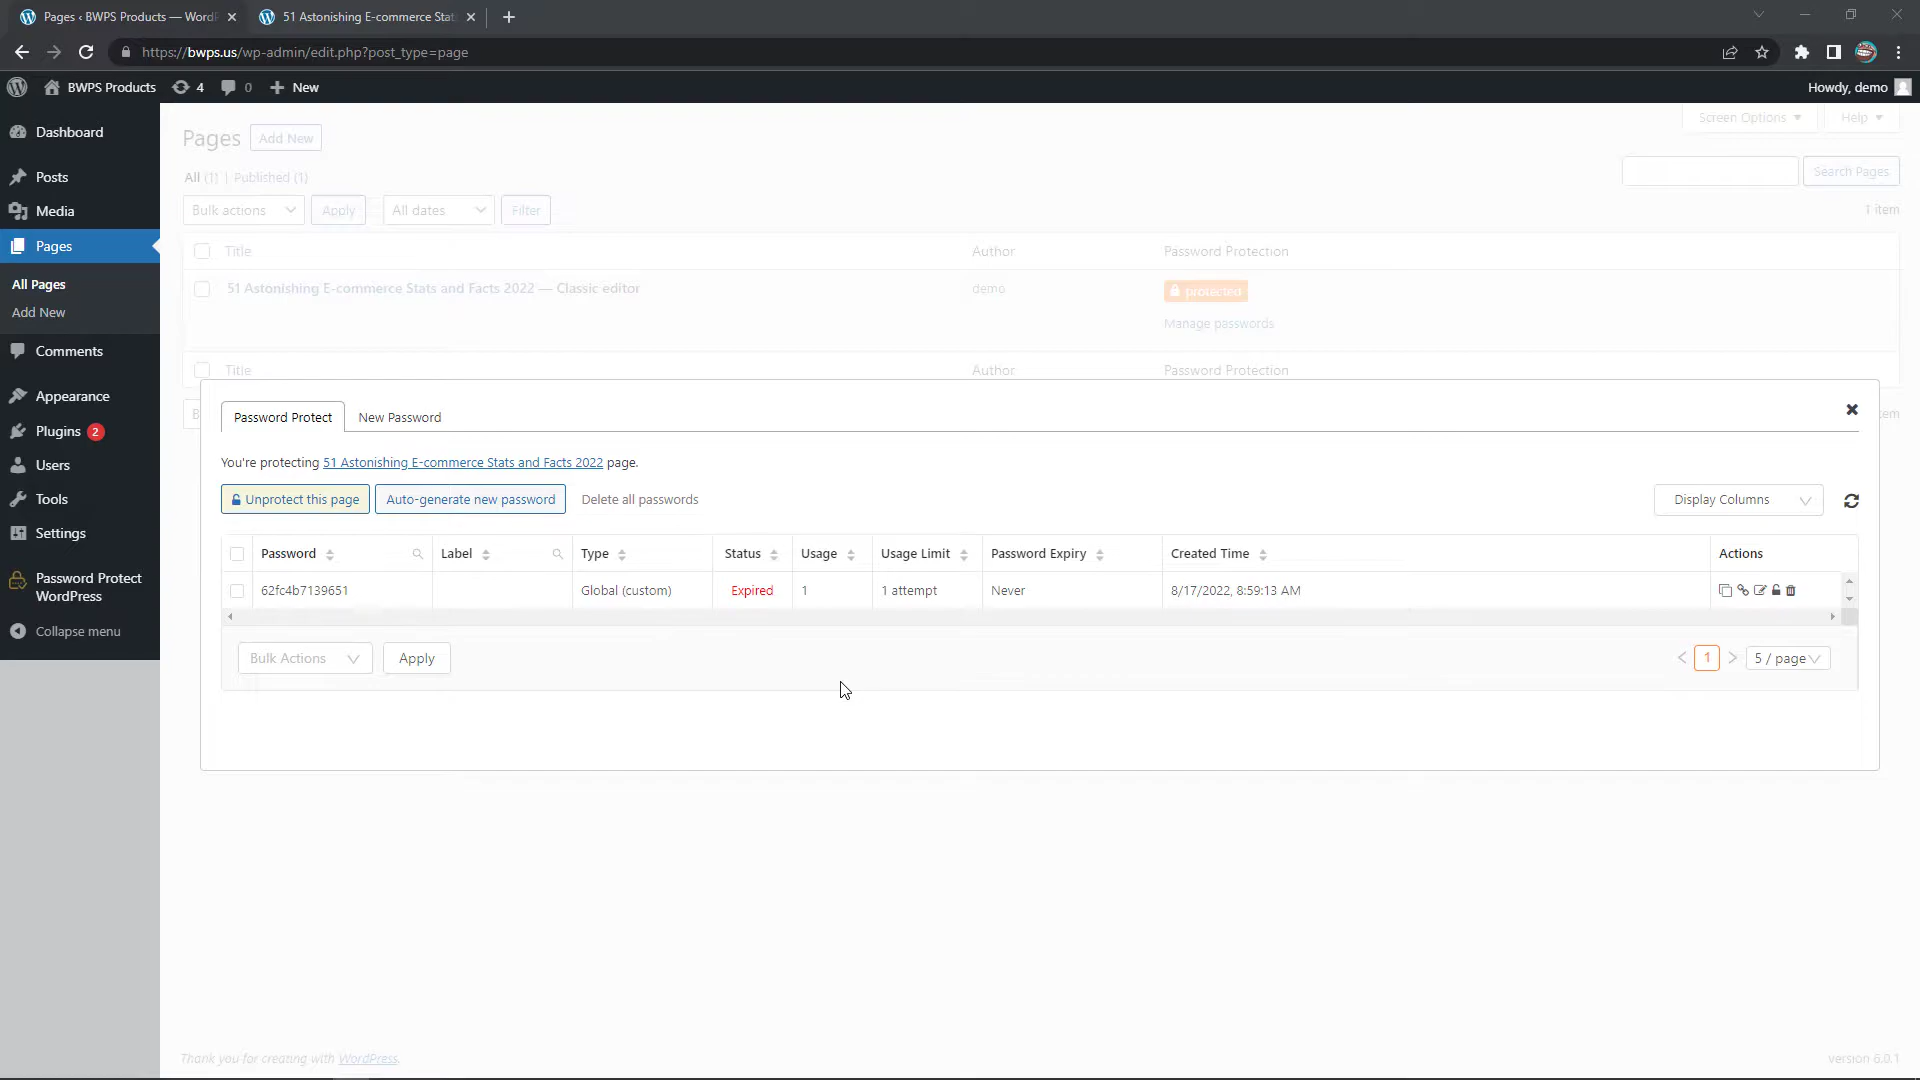 Pages ‹ BWPS Products — WordP
51 Astonishing E-commerce Stat
https://bwps.us/wp-admin/edit.php?post_type=page
BWPS Products
4
0
New
Howdy, demo
Dashboard
Posts
Media
Pages
All Pages
Add New
Comments
Appearance
Plugins 2
Users
Tools
Settings
Password Protect
WordPress
Collapse menu
Pages Add New
Screen Options
Help
All (1) | Published (1)
Search Pages
Bulk actions Apply All dates Filter
1 item
Title Author Password Protection
51 Astonishing E-commerce Stats and Facts 2022 — Classic editor demo protected
Manage passwords
Title Author Password Protection
Password Protect New Password
You're protecting 51 Astonishing E-commerce Stats and Facts 2022 page.
Unprotect this page Auto-generate new password Delete all passwords Display Columns
Password Label Type Status Usage Usage Limit Password Expiry Created Time Actions
62fc4b7139651 Global (custom) Expired 1 1 attempt Never 8/17/2022, 8:59:13 AM
Bulk Actions Apply < 1 > 5 / page
Thank you for creating with WordPress.
version 6.0.1